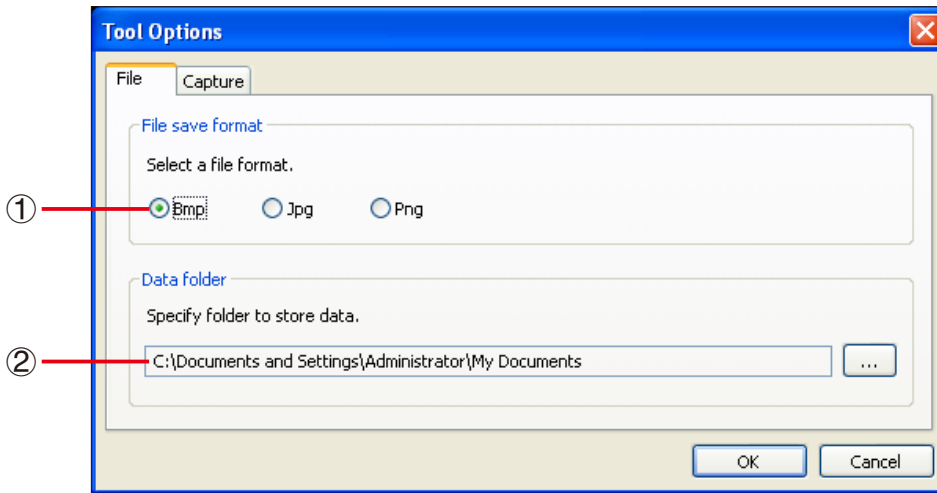 Tool Options
File Capture
File save format
Select a file format.
① Bmp Jpg Png
Data folder
Specify folder to store data.
② C:\Documents and Settings\Administrator\My Documents ...
OK Cancel